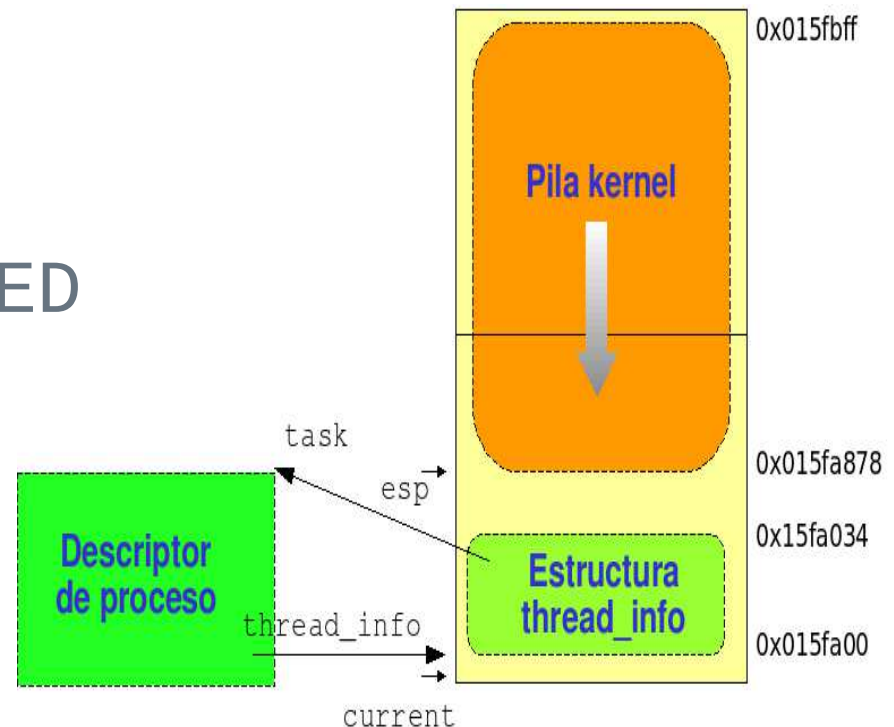 0x015fbff
Pila kernel
ED
task
esp
0x015fa878
0x15fa034
Descriptor
de proceso
Estructura
thread_info
thread_info
0x015fa00
current